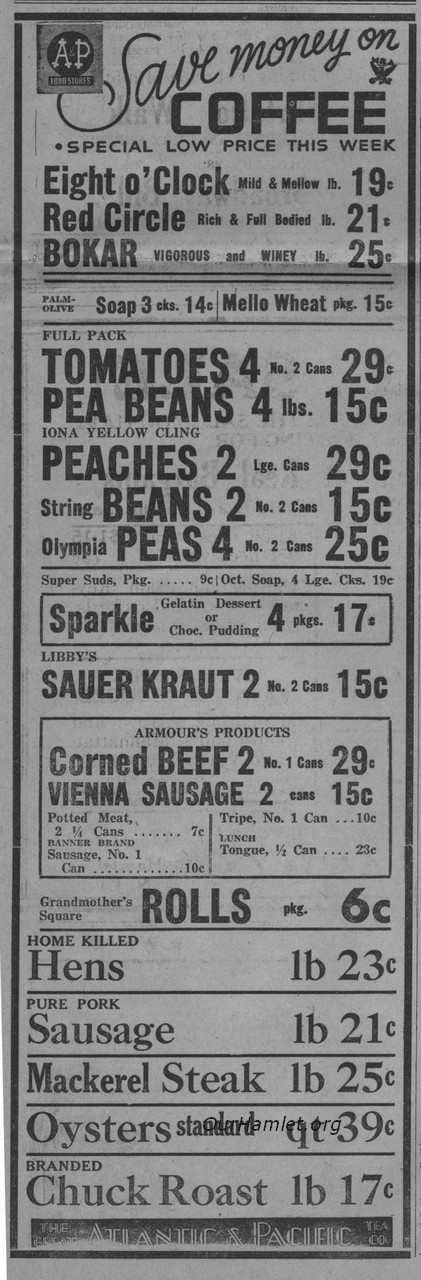 A&P
FOOD STORES
Save money on
COFFEE
• SPECIAL LOW PRICE THIS WEEK
Eight o'Clock Mild & Mellow lb. 19c
Red Circle Rich & Full Bodied lb. 21c
BOKAR VIGOROUS and WINEY lb. 25c
PALM-OLIVE Soap 3 cks. 14c | Mello Wheat pkg. 15c
FULL PACK
TOMATOES 4 No. 2 Cans 29c
PEA BEANS 4 lbs. 15c
IONA YELLOW CLING
PEACHES 2 Lge. Cans 29c
String BEANS 2 No. 2 Cans 15c
Olympia PEAS 4 No. 2 Cans 25c
Super Suds, Pkg. ..... 9c | Oct. Soap, 4 Lge. Cks. 19c
Sparkle Gelatin Dessert or Choc. Pudding 4 pkgs. 17c
LIBBY'S
SAUER KRAUT 2 No. 2 Cans 15c
ARMOUR'S PRODUCTS
Corned BEEF 2 No. 1 Cans 29c
VIENNA SAUSAGE 2 cans 15c
Potted Meat,
2 ¼ Cans ....... 7c
BANNER BRAND
Sausage, No. 1
Can .............10c
Tripe, No. 1 Can ...10c
LUNCH
Tongue, ½ Can .... 23c
Grandmother's Square ROLLS pkg. 6c
HOME KILLED
Hens lb 23c
PURE PORK
Sausage lb 21c
Mackerel Steak lb 25c
Oysters standard qt 39c
OurHamlet.org
BRANDED
Chuck Roast lb 17c
THE GREAT ATLANTIC & PACIFIC TEA CO.